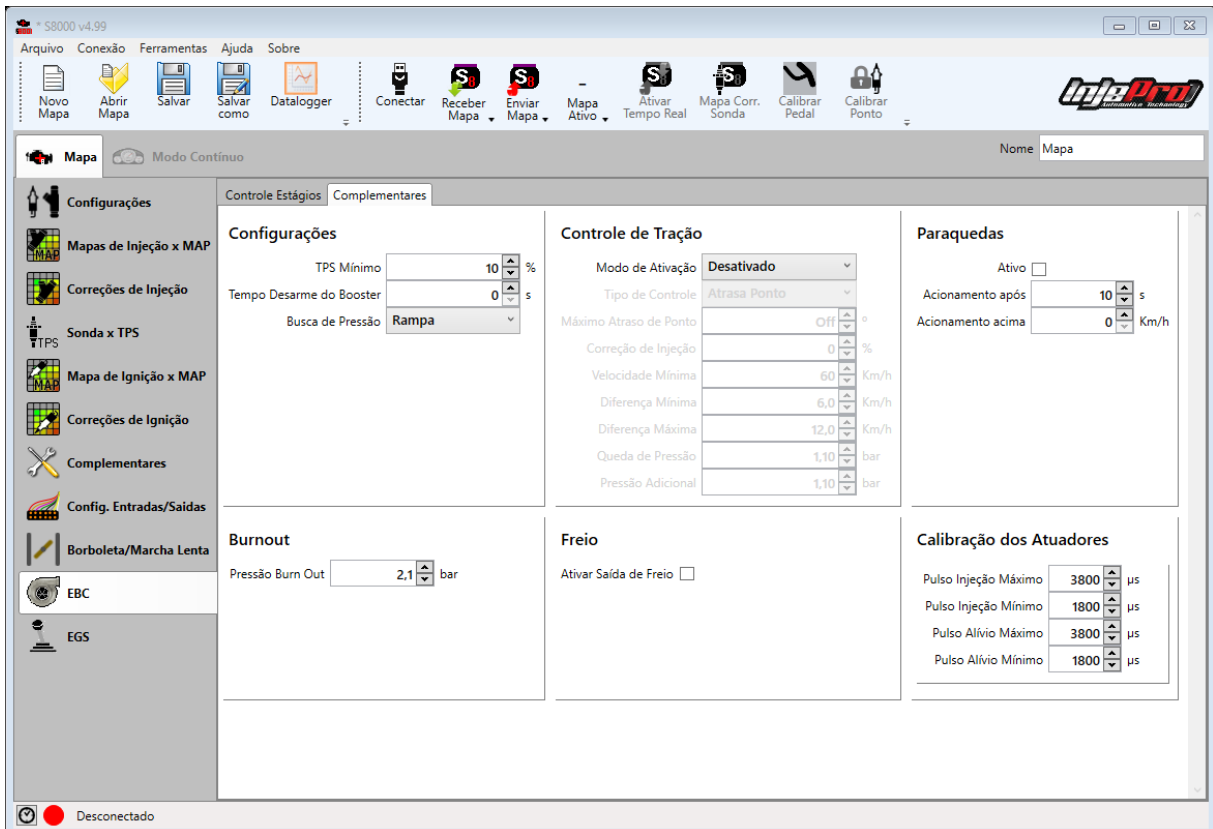 * S8000 v4.99
Arquivo Conexão Ferramentas Ajuda Sobre
Novo Mapa
Abrir Mapa
Salvar
Salvar como
Datalogger
Conectar
Receber Mapa
Enviar Mapa
- Mapa Ativo
Ativar Tempo Real
Mapa Corr. Sonda
Calibrar Pedal
Calibrar Ponto
InjePro
Automotive Technology
Mapa
Modo Contínuo
Nome Mapa
Configurações
Mapas de Injeção x MAP
Correções de Injeção
Sonda x TPS
Mapa de Ignição x MAP
Correções de Ignição
Complementares
Config. Entradas/Saidas
Borboleta/Marcha Lenta
EBC
EGS
Controle Estágios Complementares
Configurações
TPS Mínimo 10 %
Tempo Desarme do Booster 0 s
Busca de Pressão Rampa
Controle de Tração
Modo de Ativação Desativado
Tipo de Controle Atrasa Ponto
Máximo Atraso de Ponto Off °
Correção de Injeção 0 %
Velocidade Mínima 60 Km/h
Diferença Mínima 6,0 Km/h
Diferença Máxima 12,0 Km/h
Queda de Pressão 1,10 bar
Pressão Adicional 1,10 bar
Paraquedas
Ativo
Acionamento após 10 s
Acionamento acima 0 Km/h
Burnout
Pressão Burn Out 2,1 bar
Freio
Ativar Saída de Freio
Calibração dos Atuadores
Pulso Injeção Máximo 3800 µs
Pulso Injeção Mínimo 1800 µs
Pulso Alívio Máximo 3800 µs
Pulso Alívio Mínimo 1800 µs
Desconectado